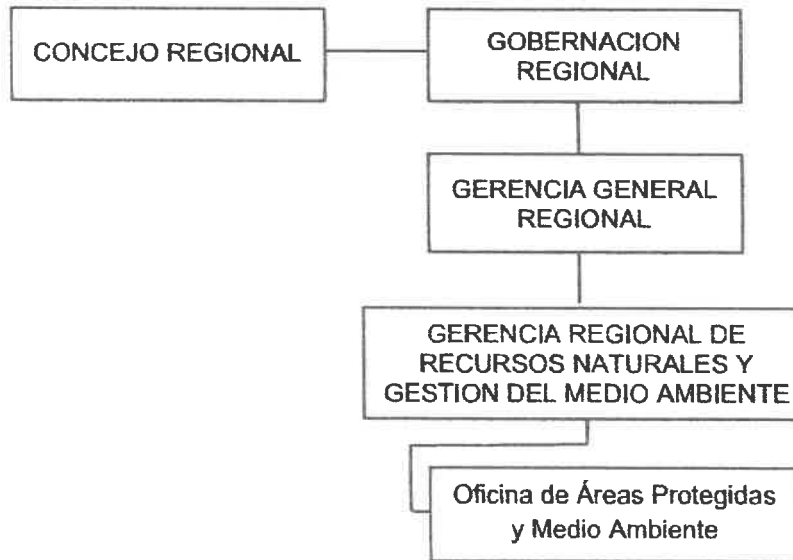 CONCEJO REGIONAL
GOBERNACION
REGIONAL
GERENCIA GENERAL
REGIONAL
GERENCIA REGIONAL DE
RECURSOS NATURALES Y
GESTION DEL MEDIO AMBIENTE
Oficina de Áreas Protegidas
y Medio Ambiente